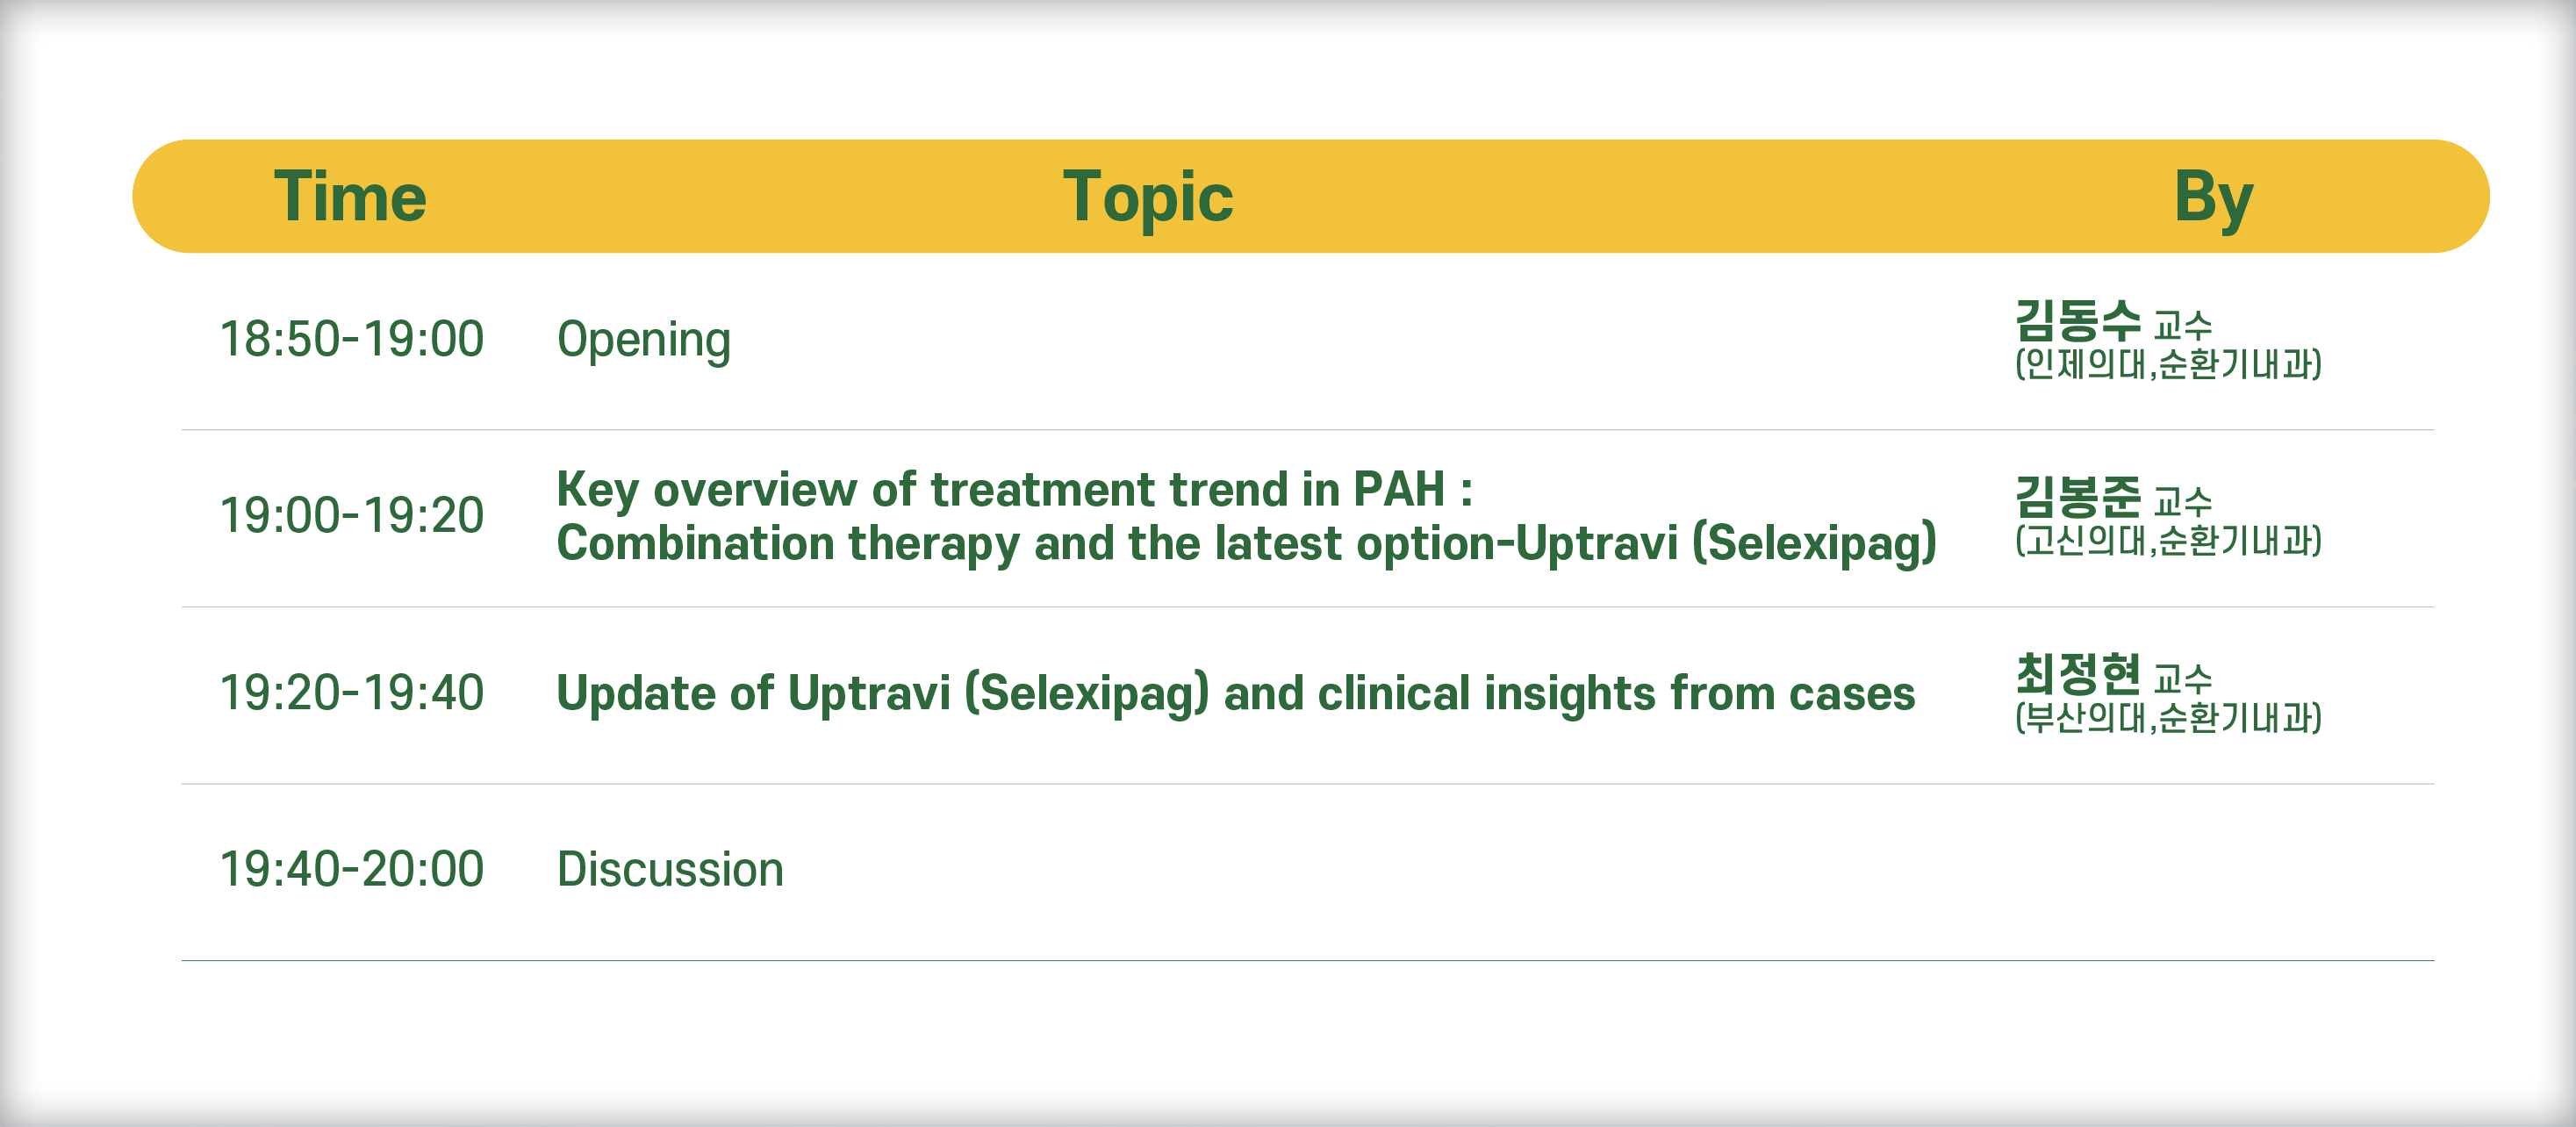 Time Topic By
18:50-19:00 Opening 김동수 교수
(인제의대,순환기내과)
19:00-19:20 Key overview of treatment trend in PAH :
Combination therapy and the latest option-Uptravi (Selexipag)
김봉준 교수
(고신의대,순환기내과)
19:20-19:40 Update of Uptravi (Selexipag) and clinical insights from cases 최정현 교수
(부산의대,순환기내과)
19:40-20:00 Discussion